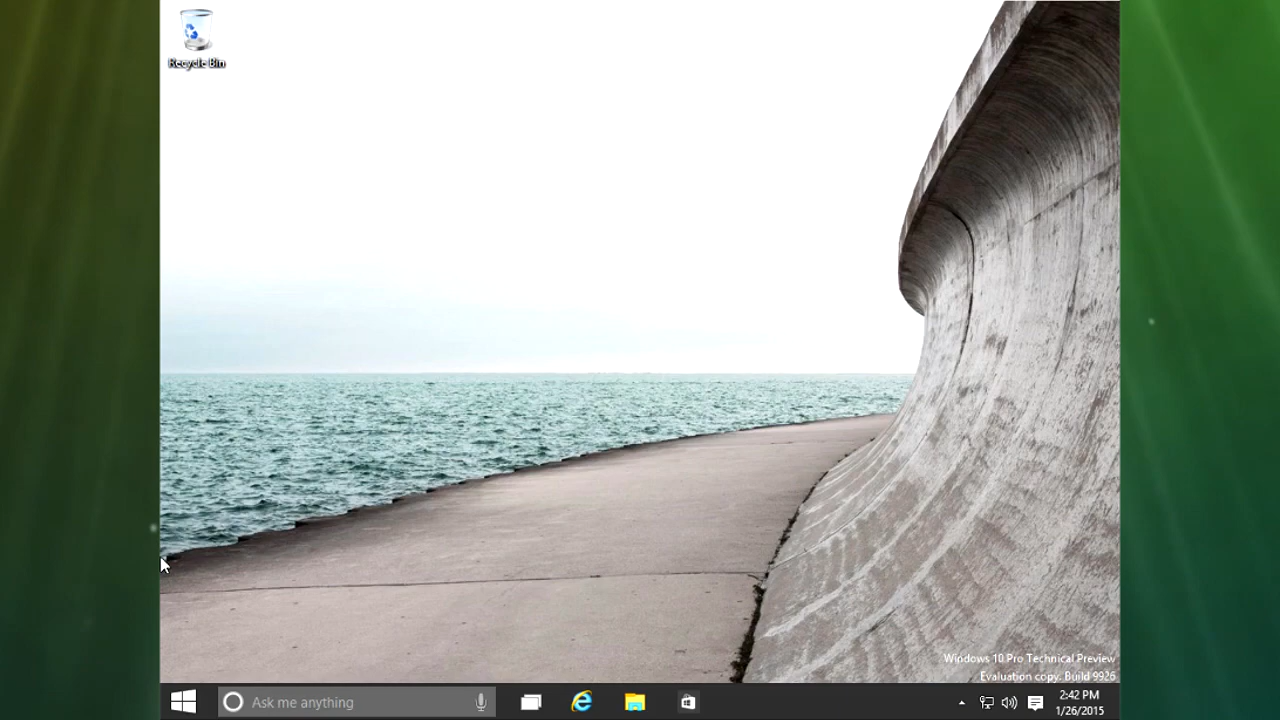 Recycle Bin
Windows 10 Pro Technical Preview
Evaluation copy. Build 9926
Ask me anything
2:42 PM
1/26/2015